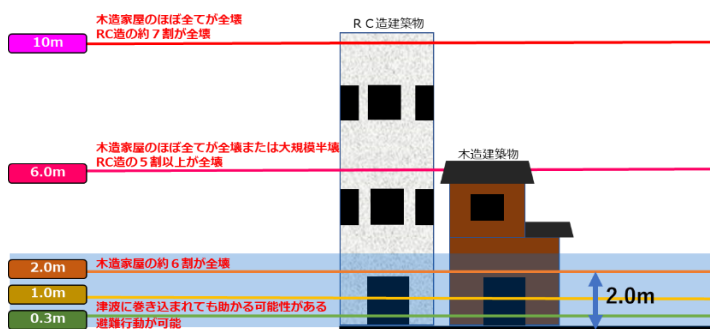 ＲＣ造建築物
木造家屋のほぼ全てが全壊
10m
RC造の約７割が全壊
木造家屋のほぼ全てが全壊または大規模半壊
木造建築物
6.0m
RC造の５割以上が全壊
2.0m
木造家屋の約６割が全壊
1.0m
2.0m
津波に巻き込まれても助かる可能性がある
0.3m
避難行動が可能